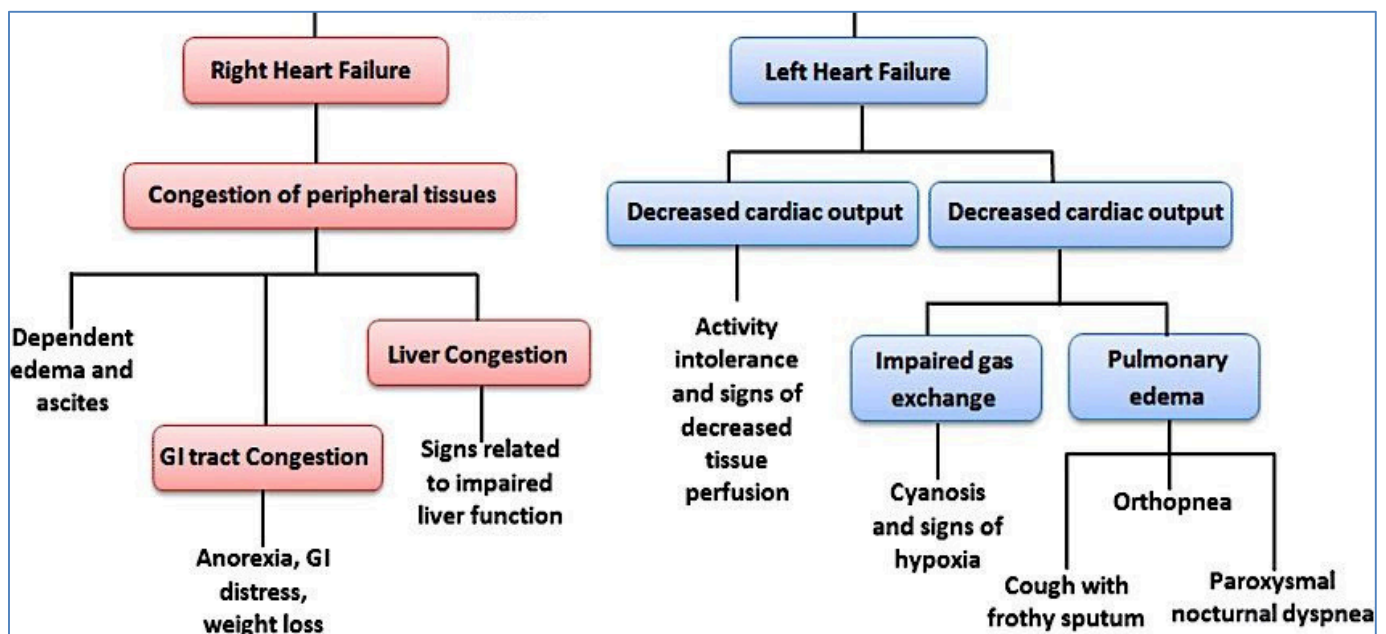 Right Heart Failure
Congestion of peripheral tissues
Dependent
edema and
ascites
GI tract Congestion
Anorexia, GI
distress,
weight loss
Liver Congestion
Signs related
to impaired
liver function
Left Heart Failure
Decreased cardiac output
Activity
intolerance
and signs of
decreased
tissue
perfusion
Decreased cardiac output
Impaired gas
exchange
Cyanosis
and signs of
hypoxia
Pulmonary
edema
Cough with
frothy sputum
Orthopnea
Paroxysmal
nocturnal dyspnea